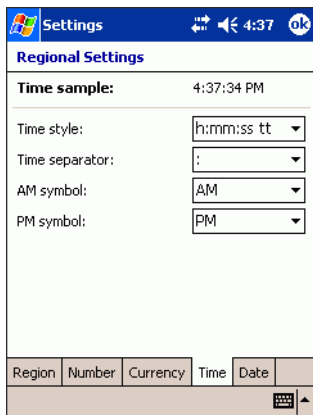 Settings 4:37 ok
Regional Settings
Time sample: 4:37:34 PM
Time style: h:mm:ss tt
Time separator: :
AM symbol: AM
PM symbol: PM
Region Number Currency Time Date